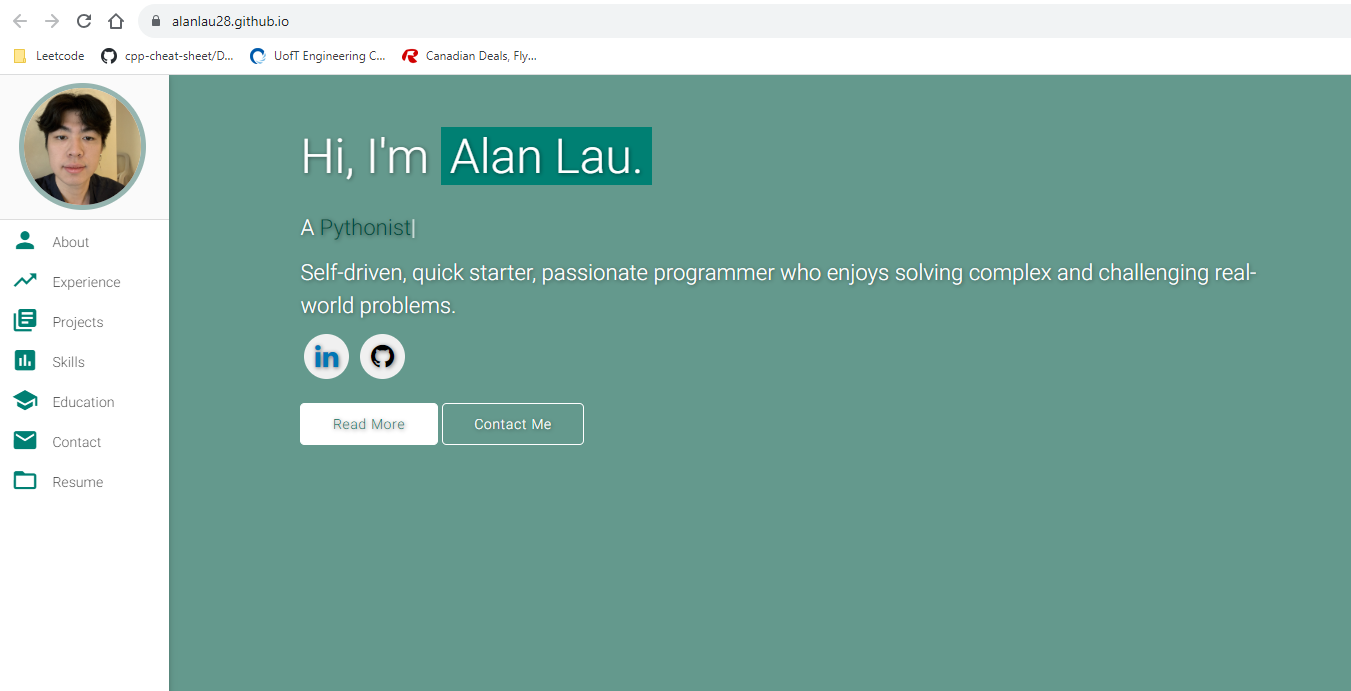 alanlau28.github.io
Leetcode cpp-cheat-sheet/D... UofT Engineering C... Canadian Deals, Fly...
Hi, I'm Alan Lau.
A Pythonist|
Self-driven, quick starter, passionate programmer who enjoys solving complex and challenging real-
world problems.
in
Read More Contact Me
About
Experience
Projects
Skills
Education
Contact
Resume